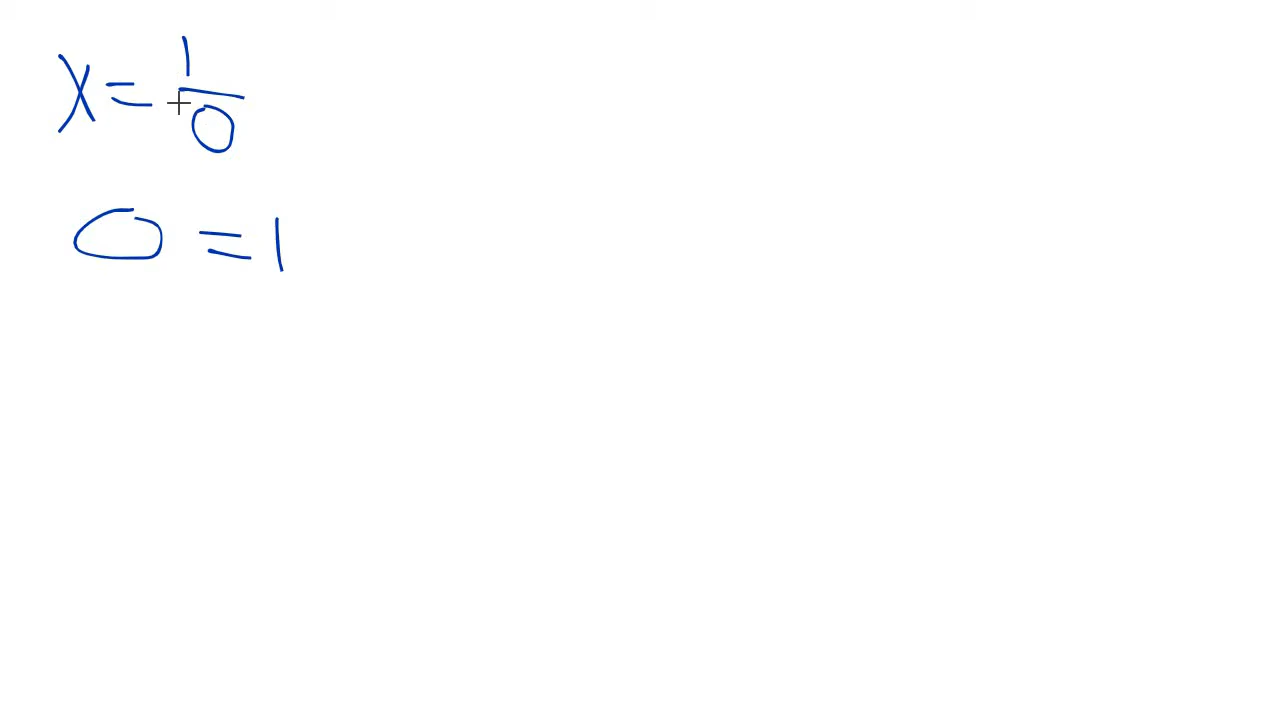 x = 1/0
0 = 1